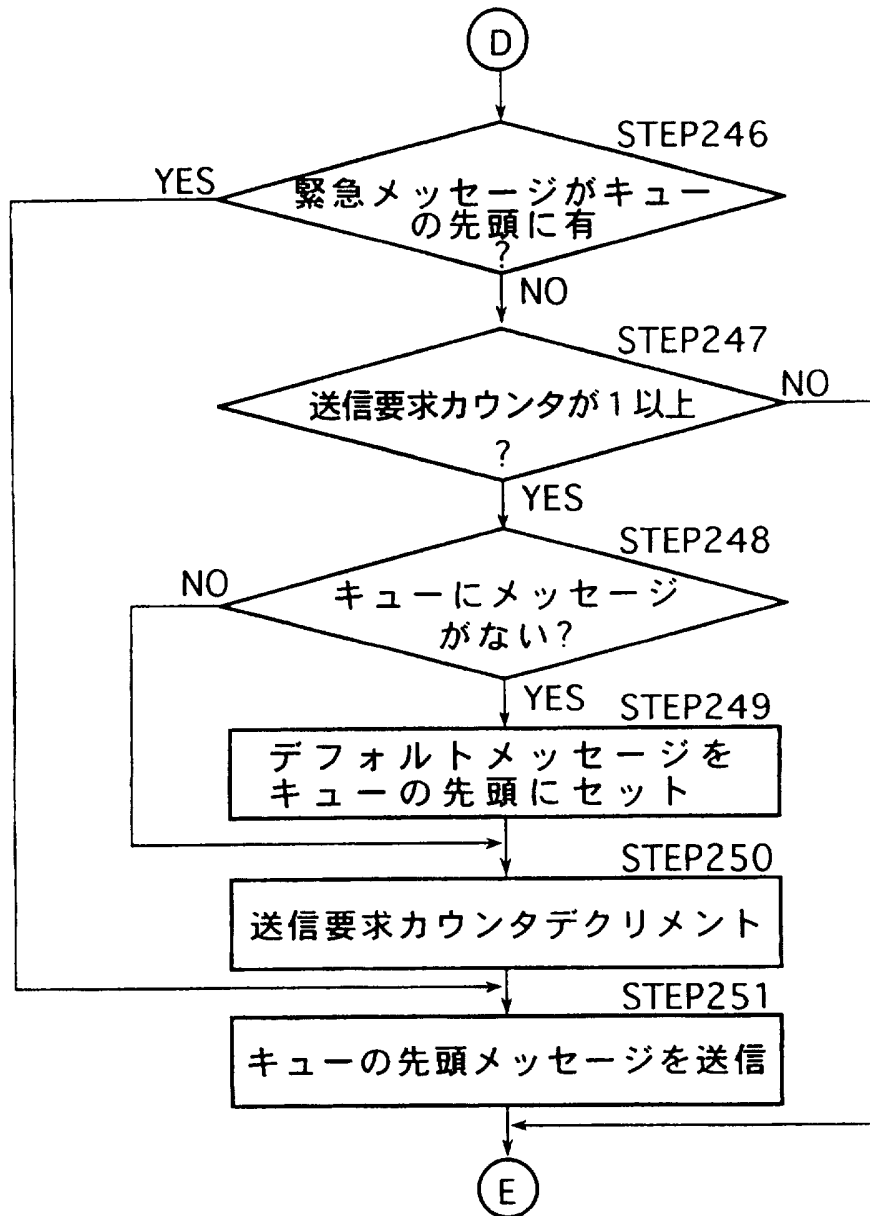 D
STEP246
YES
緊急メッセージがキュー
の先頭に有
?
NO
STEP247
NO
送信要求カウンタが1以上
?
YES
STEP248
NO
キューにメッセージ
がない?
YES
STEP249
デフォルトメッセージを
キューの先頭にセット
STEP250
送信要求カウンタデクリメント
STEP251
キューの先頭メッセージを送信
E